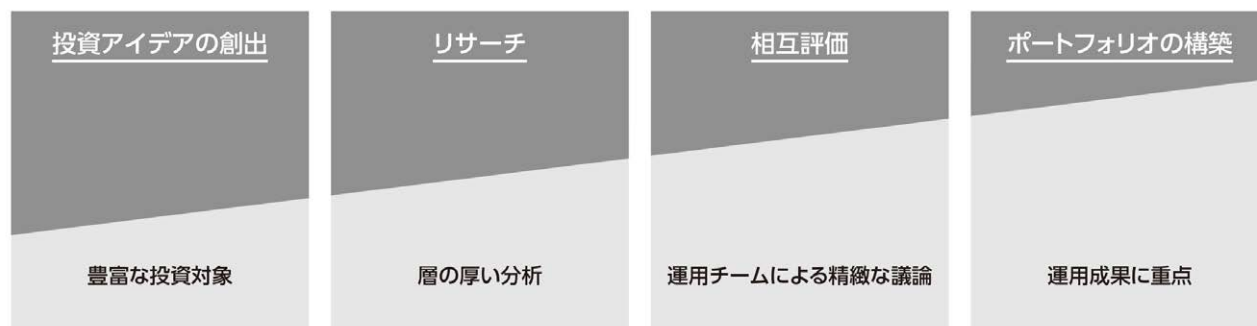 投資アイデアの創出
リサーチ
相互評価
ポートフォリオの構築
豊富な投資対象
層の厚い分析
運用チームによる精緻な議論
運用成果に重点